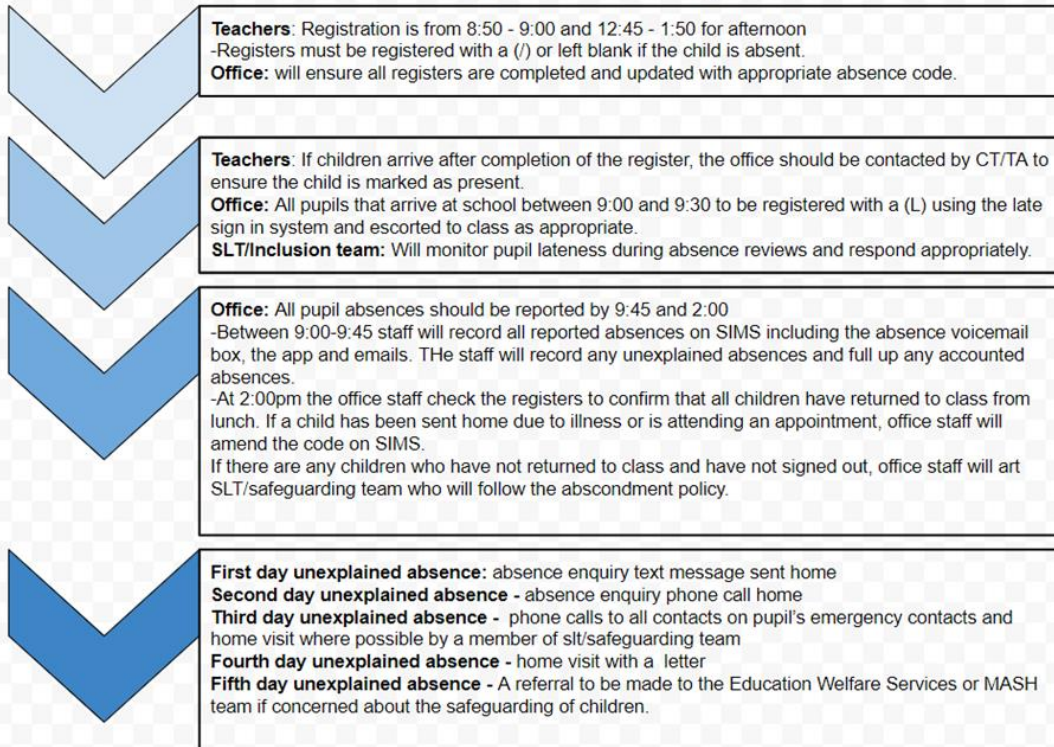 Teachers: Registration is from 8:50 - 9:00 and 12:45 - 1:50 for afternoon
-Registers must be registered with a (/) or left blank if the child is absent.
Office: will ensure all registers are completed and updated with appropriate absence code.
Teachers: If children arrive after completion of the register, the office should be contacted by CT/TA to
ensure the child is marked as present.
Office: All pupils that arrive at school between 9:00 and 9:30 to be registered with a (L) using the late
sign in system and escorted to class as appropriate.
SLT/Inclusion team: Will monitor pupil lateness during absence reviews and respond appropriately.
Office: All pupil absences should be reported by 9:45 and 2:00
-Between 9:00-9:45 staff will record all reported absences on SIMS including the absence voicemail
box, the app and emails. THe staff will record any unexplained absences and full up any accounted
absences.
-At 2:00pm the office staff check the registers to confirm that all children have returned to class from
lunch. If a child has been sent home due to illness or is attending an appointment, office staff will
amend the code on SIMS.
If there are any children who have not returned to class and have not signed out, office staff will art
SLT/safeguarding team who will follow the abscondment policy.
First day unexplained absence: absence enquiry text message sent home
Second day unexplained absence - absence enquiry phone call home
Third day unexplained absence - phone calls to all contacts on pupil's emergency contacts and
home visit where possible by a member of slt/safeguarding team
Fourth day unexplained absence - home visit with a letter
Fifth day unexplained absence - A referral to be made to the Education Welfare Services or MASH
team if concerned about the safeguarding of children.